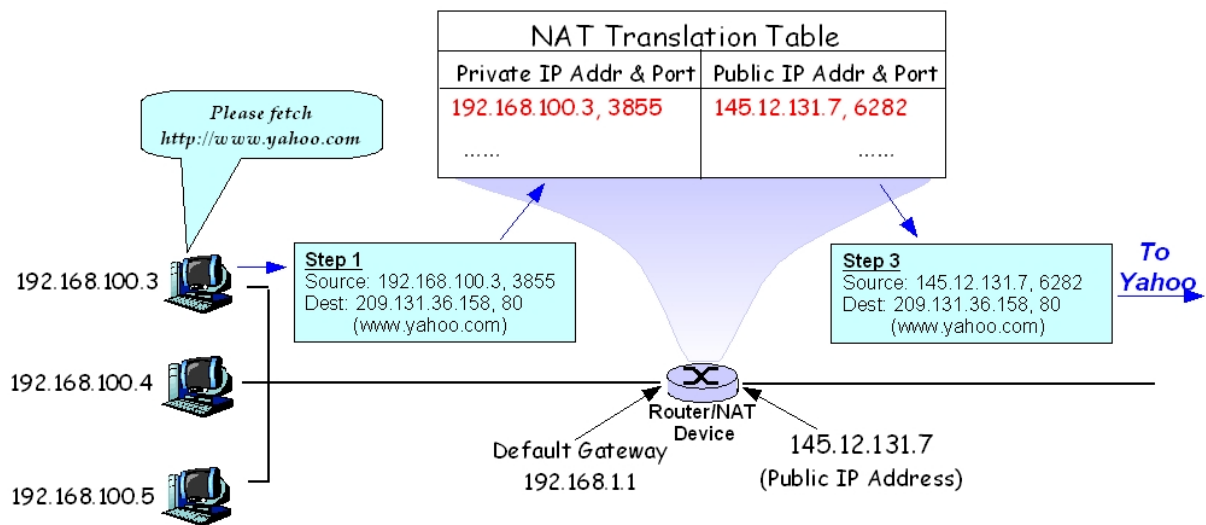 NAT Translation Table
Private IP Addr & Port
Public IP Addr & Port
192.168.100.3, 3855
145.12.131.7, 6282
......
......
Please fetch
http://www.yahoo.com
192.168.100.3
Step 1
Source: 192.168.100.3, 3855
Dest: 209.131.36.158, 80
(www.yahoo.com)
Step 3
Source: 145.12.131.7, 6282
Dest: 209.131.36.158, 80
(www.yahoo.com)
To
Yahoo
192.168.100.4
Router/NAT
Device
Default Gateway
192.168.1.1
145.12.131.7
(Public IP Address)
192.168.100.5